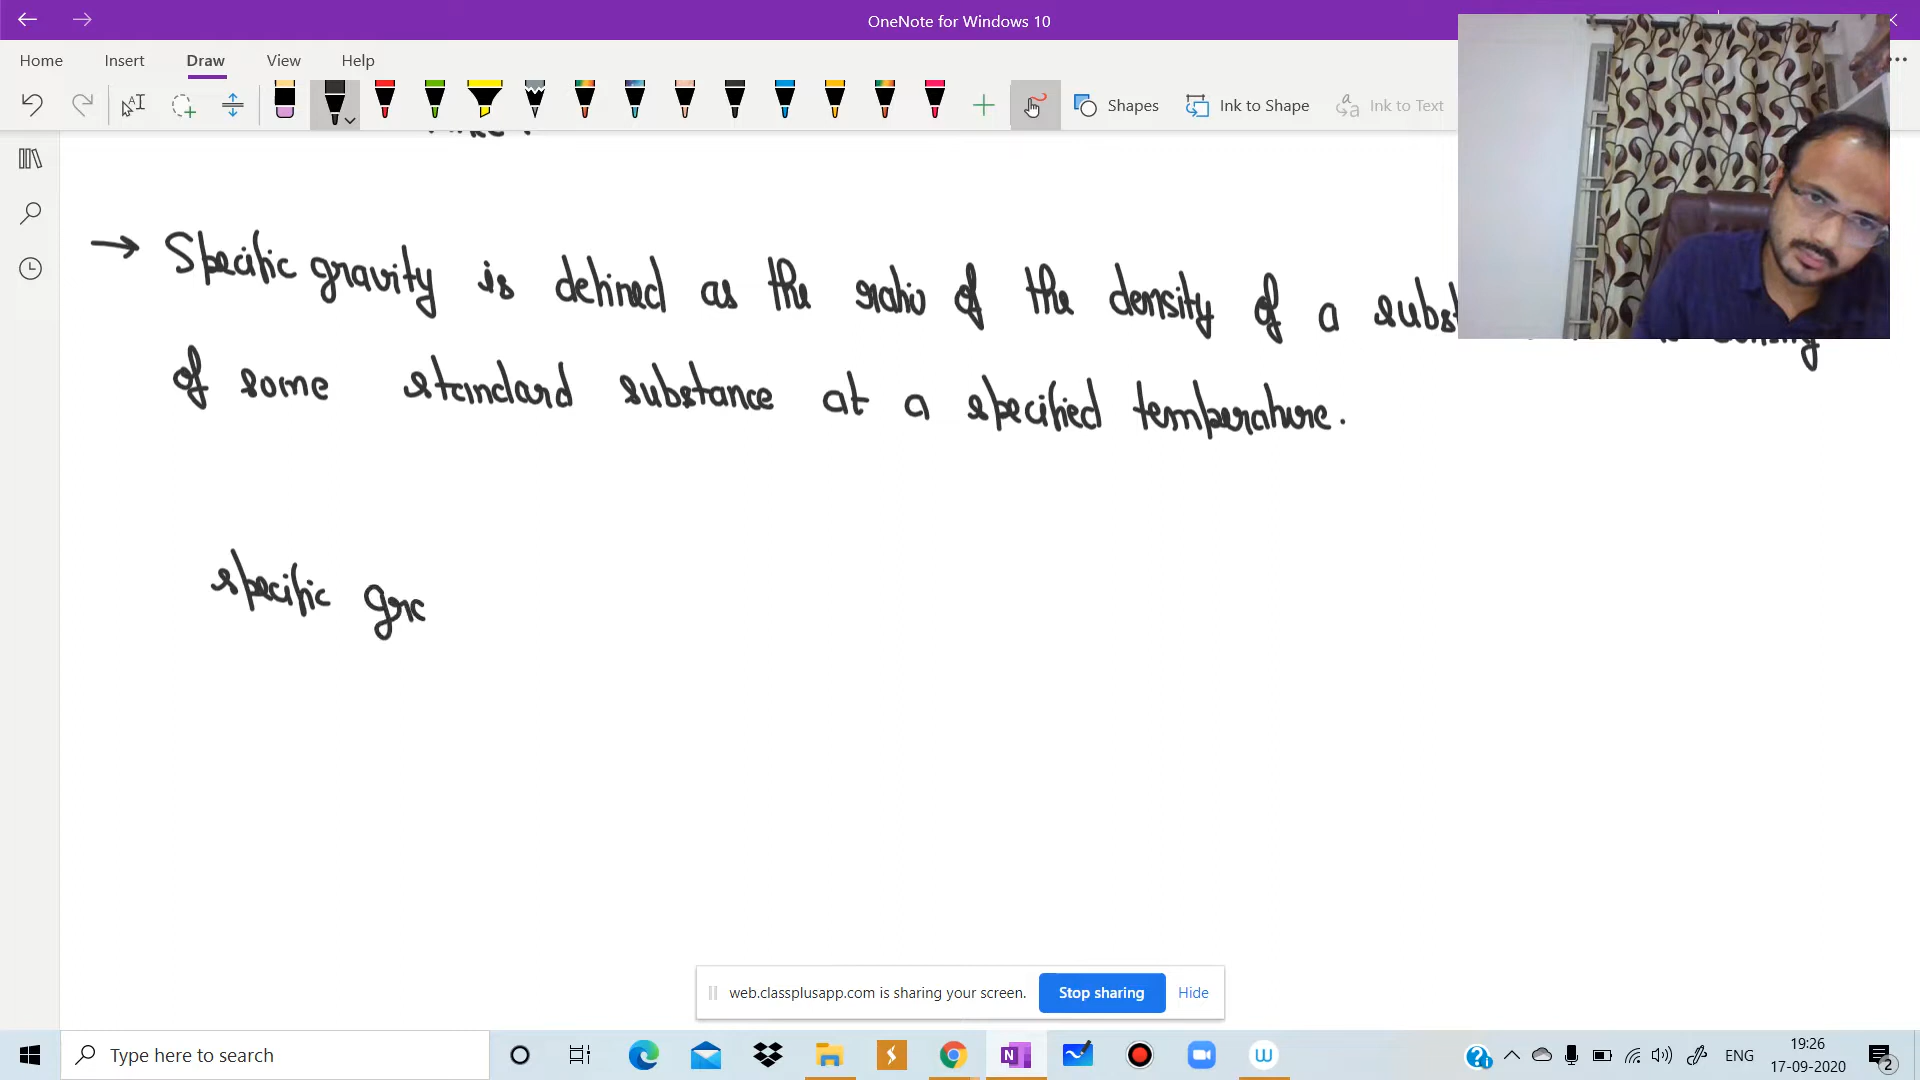 OneNote for Windows 10
Home Insert Draw View Help
Shapes Ink to Shape Ink to Text
→ Specific gravity is defined as the ratio of the density of a
of some standard substance at a specified temperature.
specific gra
web.classplusapp.com is sharing your screen. Stop sharing Hide
Type here to search
ENG
19:26
17-09-2020
2